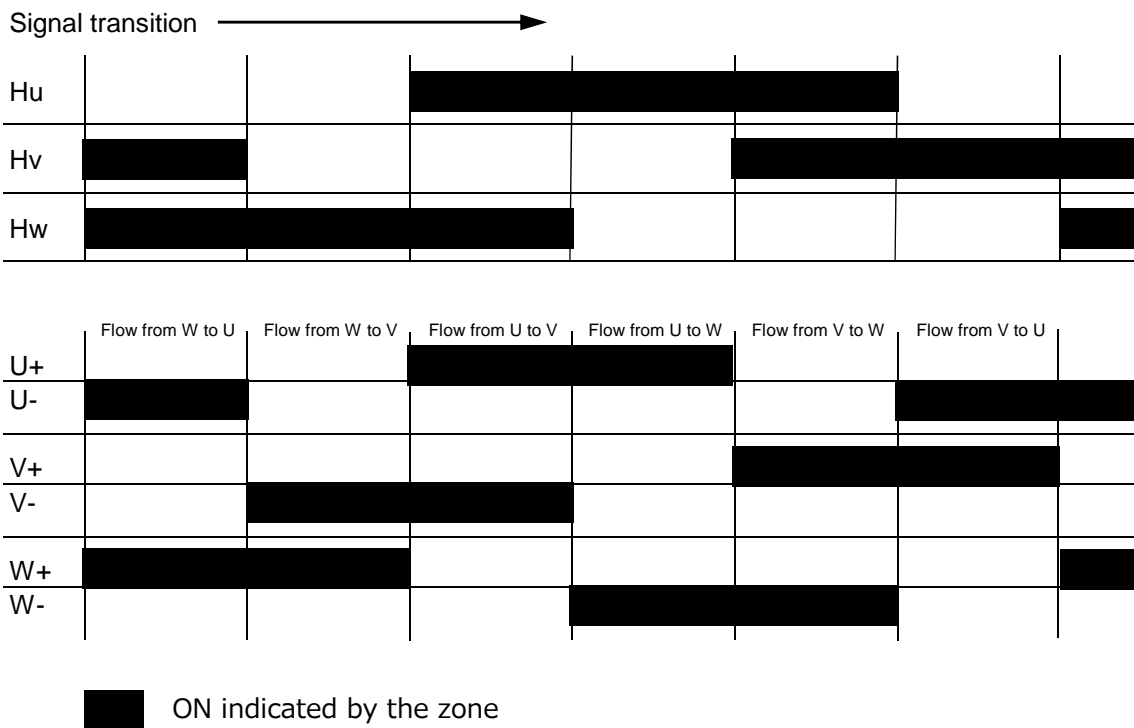 Signal transition
Hu
Hv
Hw
Flow from W to U Flow from W to V Flow from U to V Flow from U to W Flow from V to W Flow from V to U
U+
U-
V+
V-
W+
W-
ON indicated by the zone